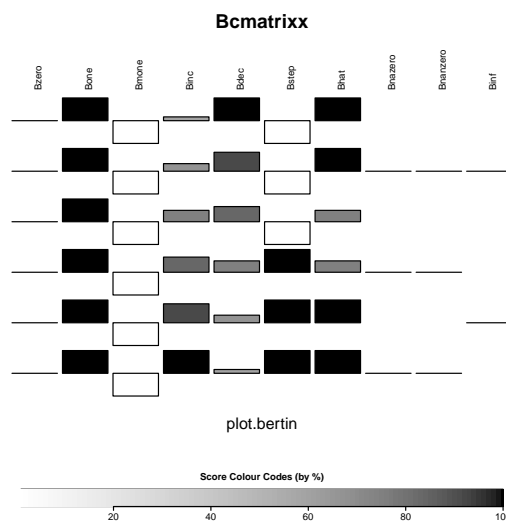 Bcmatrixx
Bzero Bone Bmone Binc Bdec Bstep Bhat Bnazero Bnanzero Binf
plot.bertin
Score Colour Codes (by %)
20 40 60 80 10